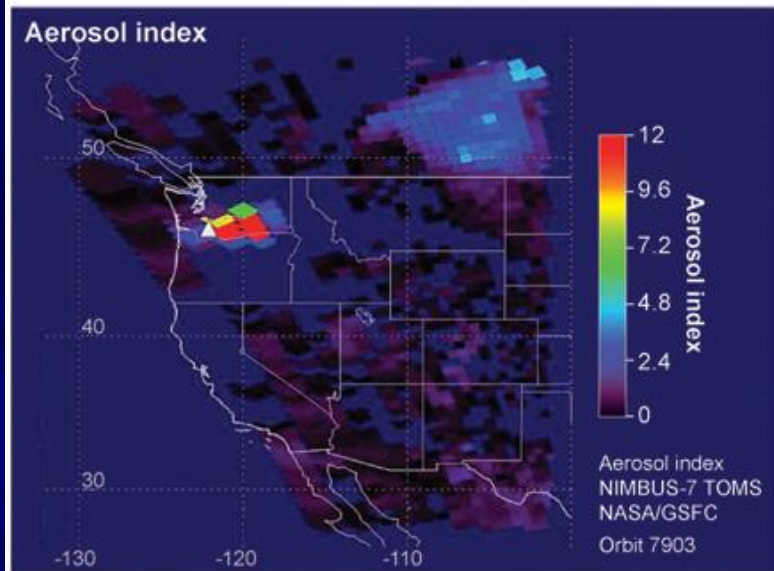 Aerosol index
50
40
30
-130
-120
-110
12
9.6
7.2
4.8
2.4
0
Aerosol index
Aerosol index
NIMBUS-7 TOMS
NASA/GSFC
Orbit 7903